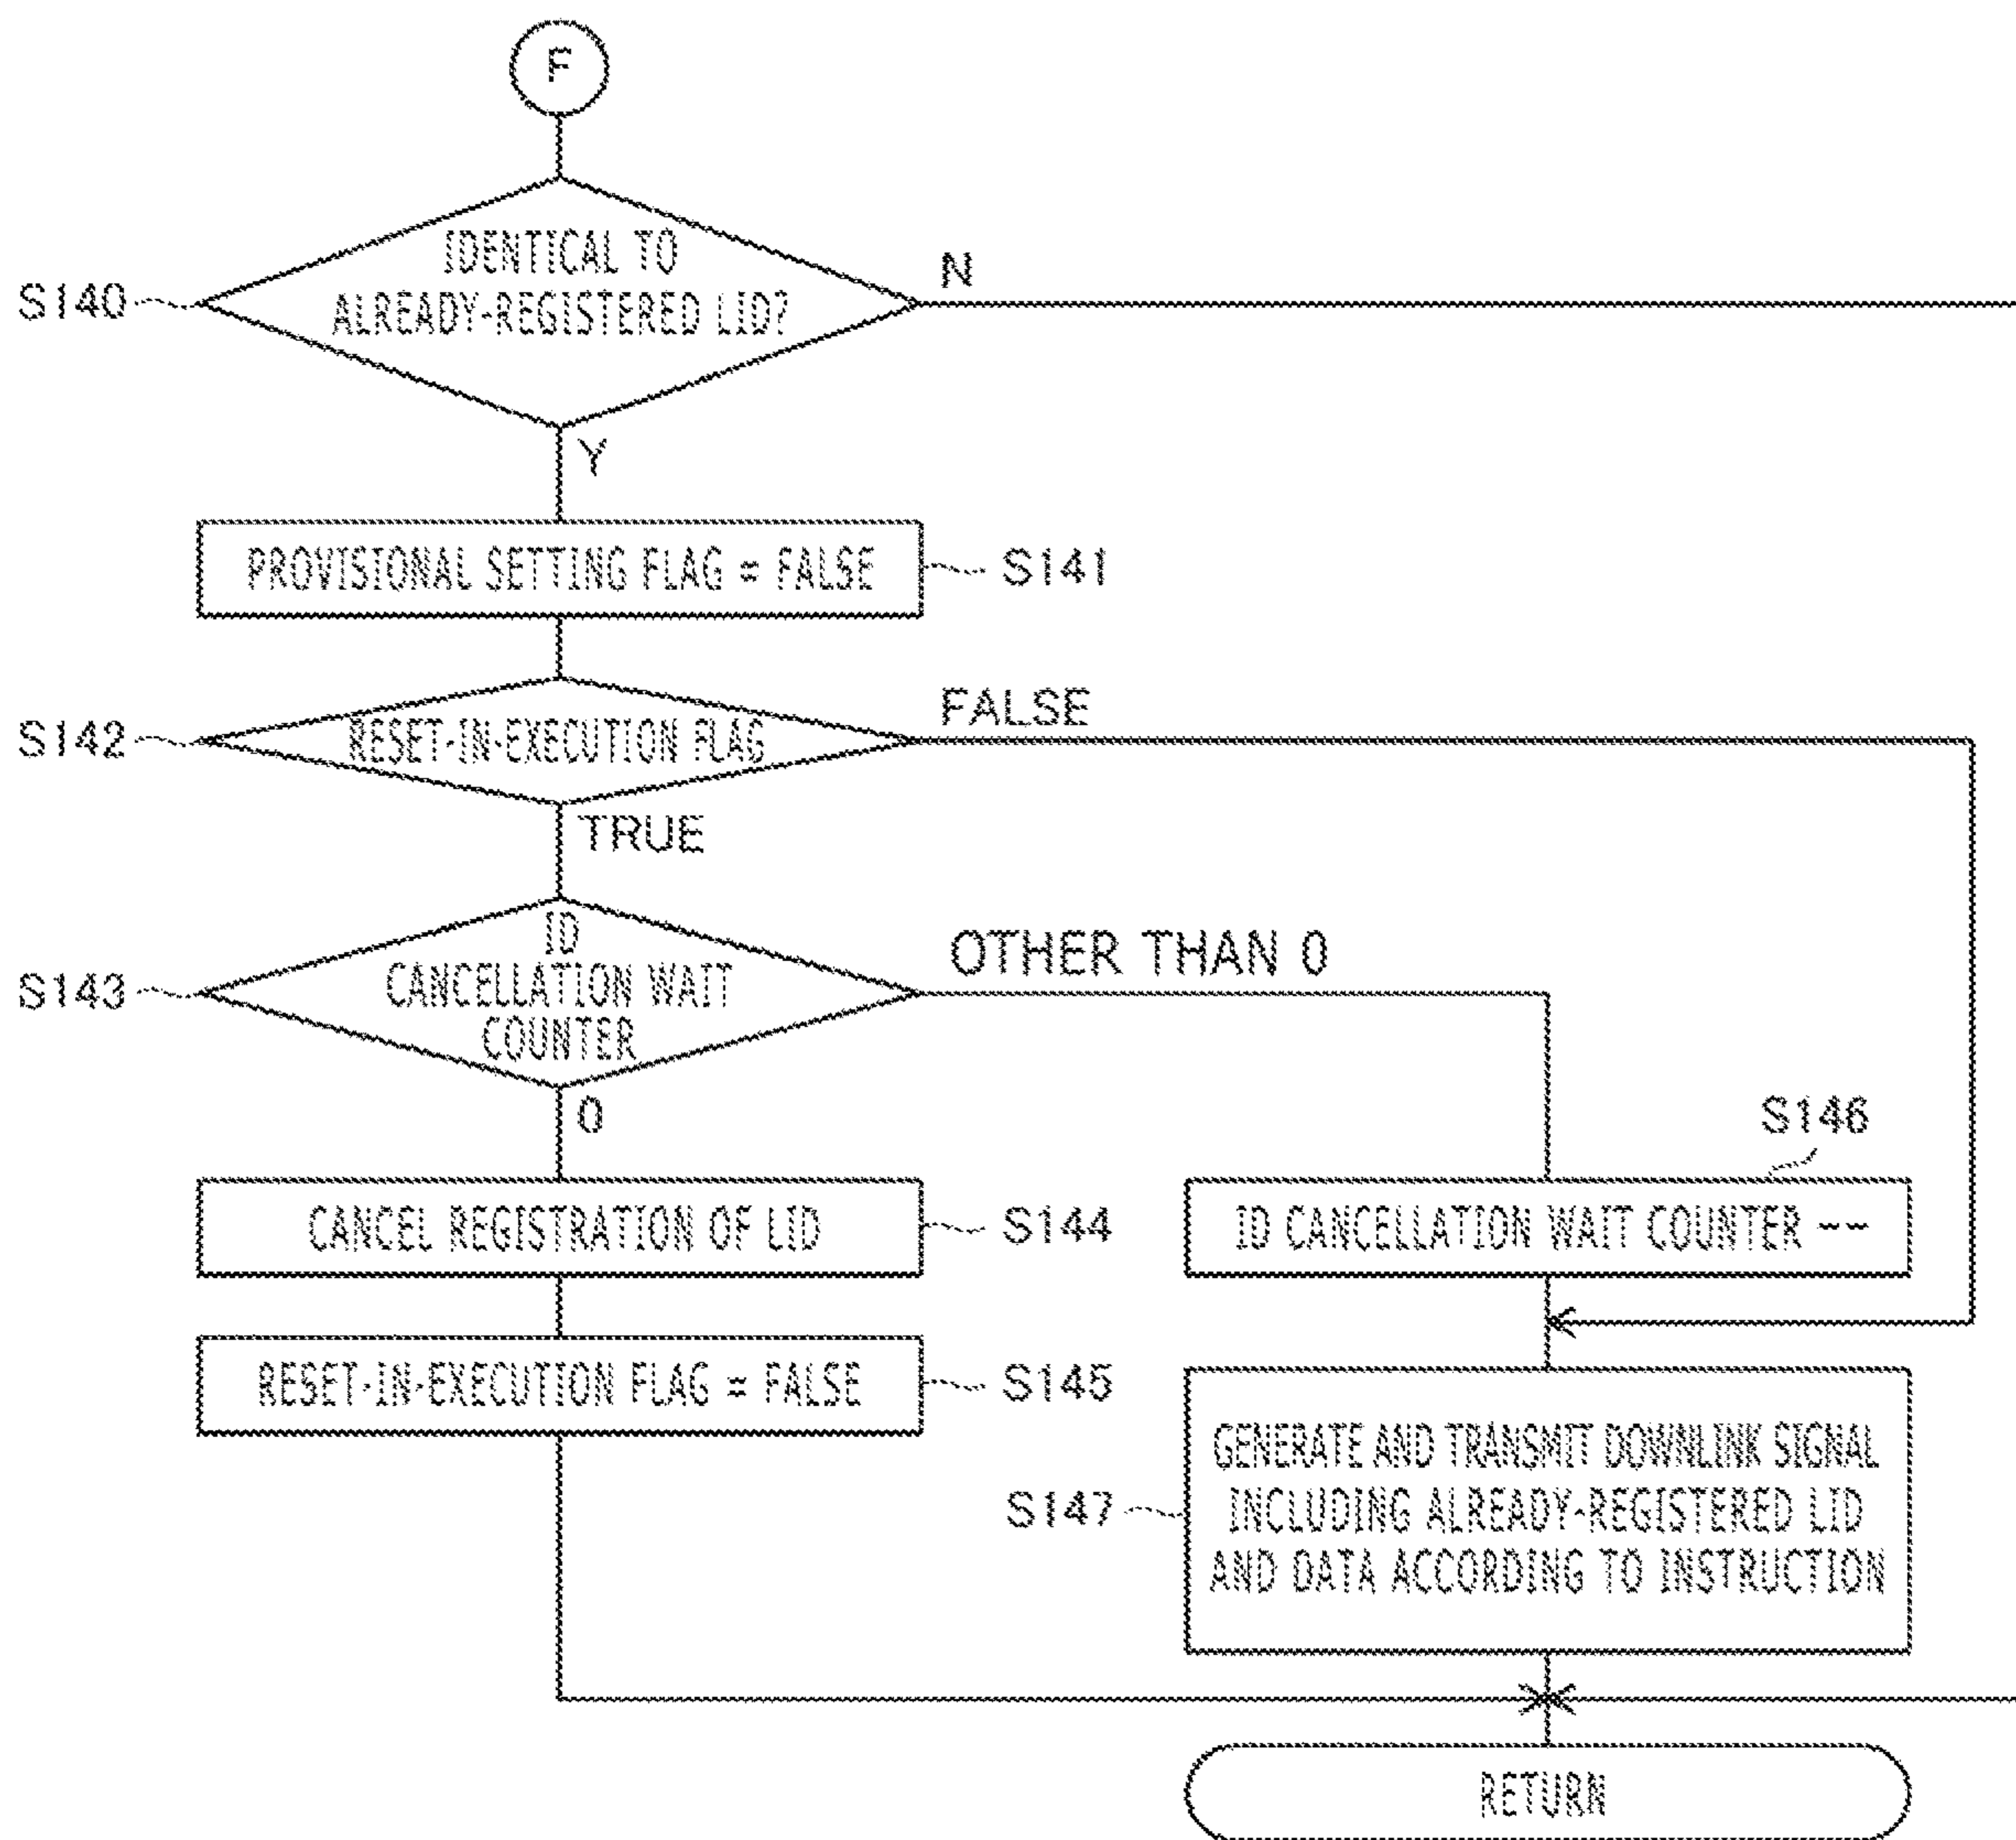 F
IDENTICAL TO
ALREADY-REGISTERED LID?
S140
N
Y
PROVISIONAL SETTING FLAG = FALSE
S141
S142
RESET-IN-EXECUTION FLAG
FALSE
TRUE
S143
ID
CANCELLATION WAIT
COUNTER
OTHER THAN 0
0
CANCEL REGISTRATION OF LID
S144
S146
ID CANCELLATION WAIT COUNTER --
RESET-IN-EXECUTION FLAG = FALSE
S145
S147
GENERATE AND TRANSMIT DOWNLINK SIGNAL
INCLUDING ALREADY-REGISTERED LID
AND DATA ACCORDING TO INSTRUCTION
RETURN